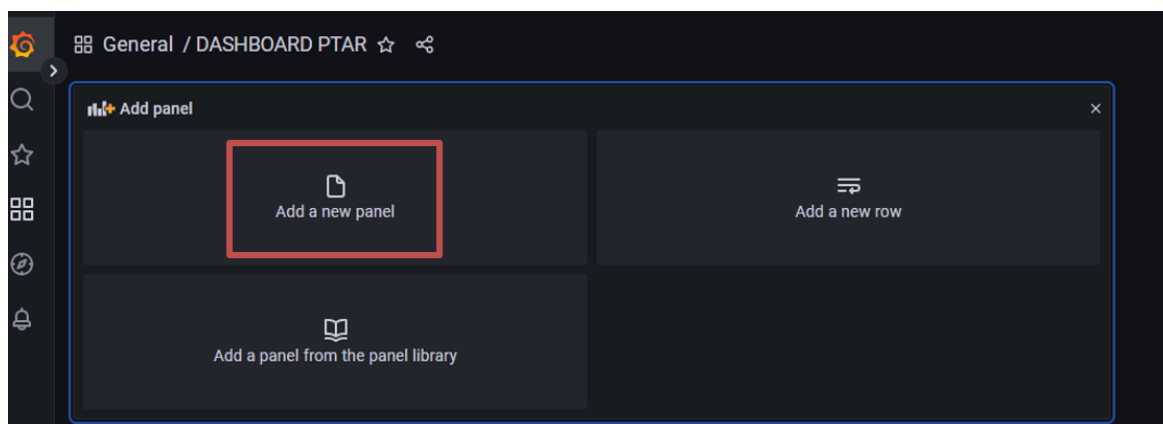 General / DASHBOARD PTAR
Add panel
Add a new panel
Add a new row
Add a panel from the panel library